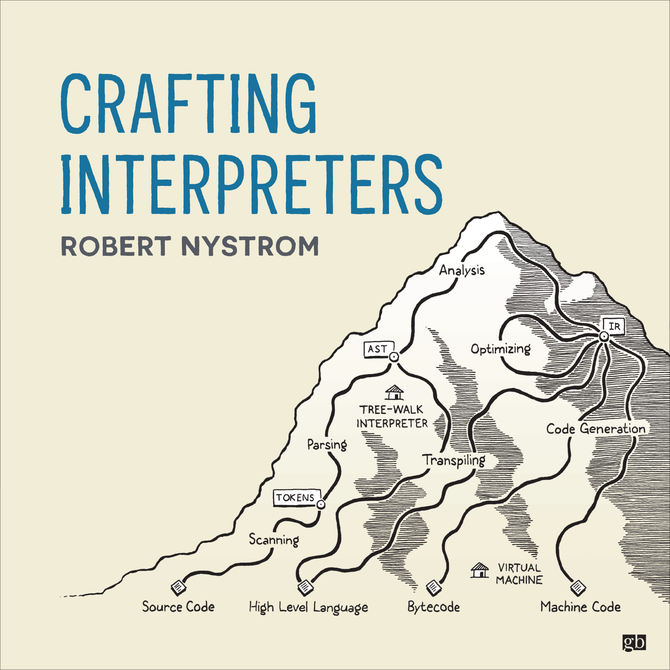 CRAFTING
INTERPRETERS
ROBERT NYSTROM
Analysis
IR
AST
Optimizing
TREE-WALK
INTERPRETER
Code Generation
Parsing
Transpiling
TOKENS
Scanning
VIRTUAL
MACHINE
Source Code
High Level Language
Bytecode
Machine Code
gb